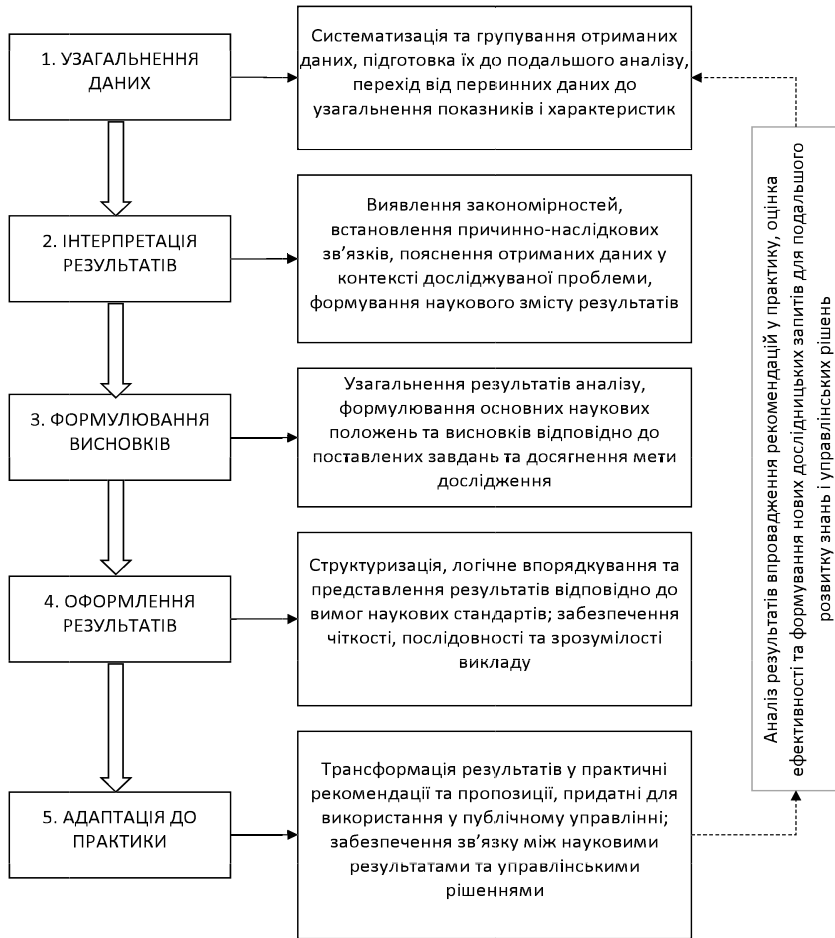 1. УЗАГАЛЬНЕННЯ
ДАНИХ
Систематизація та групування отриманих
даних, підготовка їх до подальшого аналізу,
перехід від первинних даних до
узагальнення показників і характеристик
2. ІНТЕРПРЕТАЦІЯ
РЕЗУЛЬТАТІВ
Виявлення закономірностей,
встановлення причинно-наслідкових
зв’язків, пояснення отриманих даних у
контексті досліджуваної проблеми,
формування наукового змісту результатів
3. ФОРМУЛЮВАННЯ
ВИСНОВКІВ
Узагальнення результатів аналізу,
формулювання основних наукових
положень та висновків відповідно до
поставлених завдань та досягнення мети
дослідження
4. ОФОРМЛЕННЯ
РЕЗУЛЬТАТІВ
Структуризація, логічне впорядкування та
представлення результатів відповідно до
вимог наукових стандартів; забезпечення
чіткості, послідовності та зрозумілості
викладу
5. АДАПТАЦІЯ ДО
ПРАКТИКИ
Трансформація результатів у практичні
рекомендації та пропозиції, придатні для
використання у публічному управлінні;
забезпечення зв’язку між науковими
результатами та управлінськими
рішеннями
Аналіз результатів впровадження рекомендацій у практику, оцінка
ефективності та формування нових дослідницьких запитів для подальшого
розвитку знань і управлінських рішень